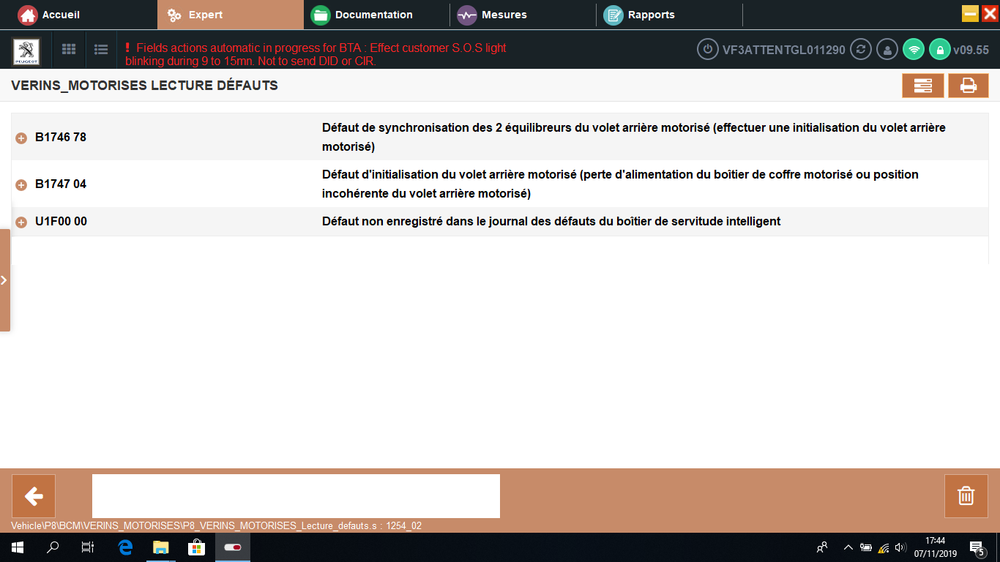 Accueil
Expert
Documentation
Mesures
Rapports
PEUGEOT
! Fields actions automatic in progress for BTA : Effect customer S.O.S light
blinking during 9 to 15mn. Not to send DID or CIR.
VF3ATTENTGL011290
v09.55
VERINS_MOTORISES LECTURE DÉFAUTS
B1746 78
Défaut de synchronisation des 2 équilibreurs du volet arrière motorisé (effectuer une initialisation du volet arrière
motorisé)
B1747 04
Défaut d'initialisation du volet arrière motorisé (perte d'alimentation du boîtier de coffre motorisé ou position
incohérente du volet arrière motorisé)
U1F00 00
Défaut non enregistré dans le journal des défauts du boîtier de servitude intelligent
Vehicle\P8\BCM\VERINS_MOTORISES\P8_VERINS_MOTORISES_Lecture_defauts.s : 1254_02
17:44
07/11/2019
5